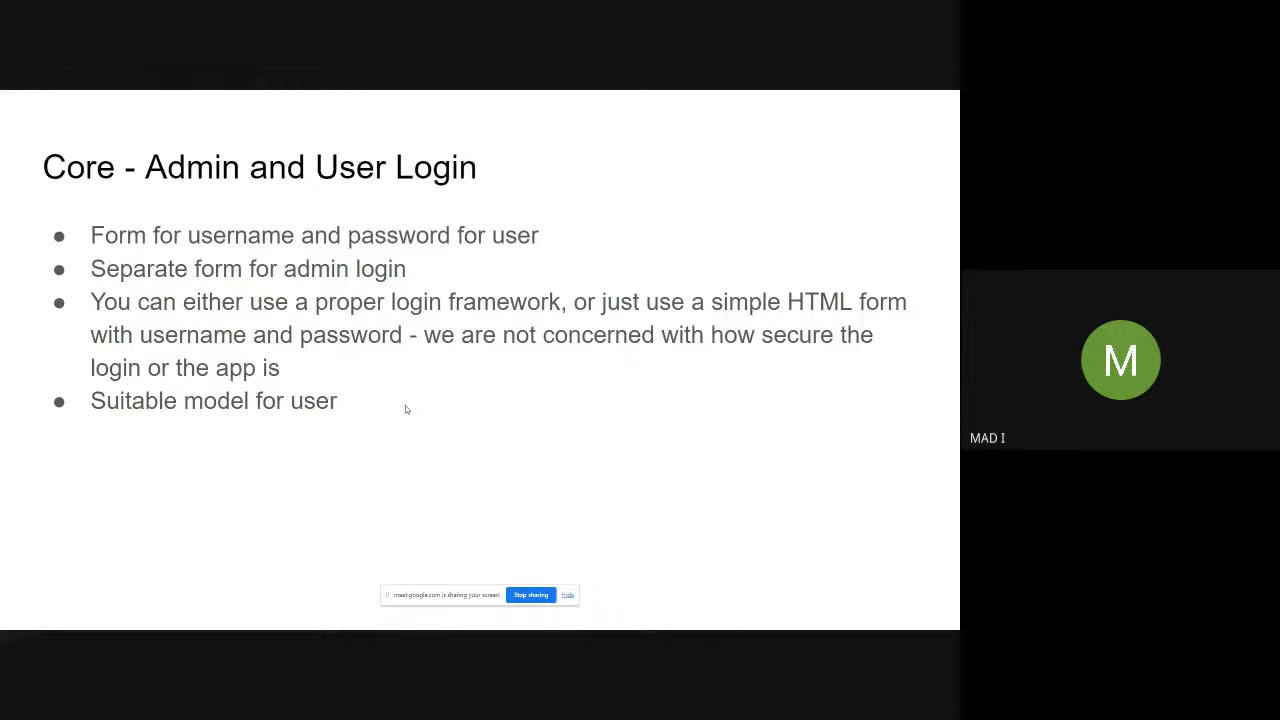 Core - Admin and User Login
● Form for username and password for user
● Separate form for admin login
● You can either use a proper login framework, or just use a simple HTML form
with username and password - we are not concerned with how secure the
login or the app is
● Suitable model for user
M
MAD I
meet.google.com is sharing your screen. Stop sharing Hide